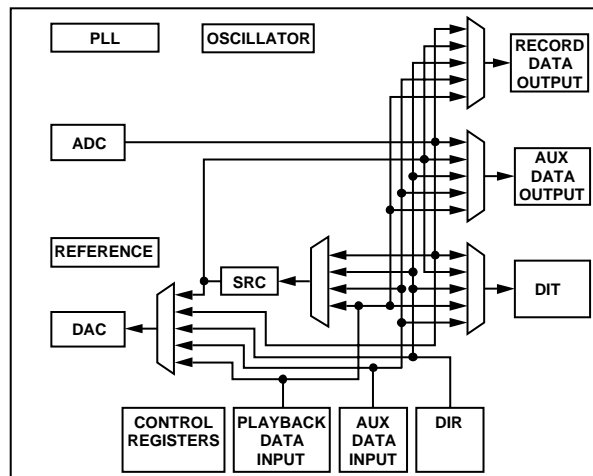 PLL
OSCILLATOR
RECORD
DATA
OUTPUT
ADC
AUX
DATA
OUTPUT
REFERENCE
SRC
DIT
DAC
CONTROL
REGISTERS
PLAYBACK
DATA
INPUT
AUX
DATA
INPUT
DIR